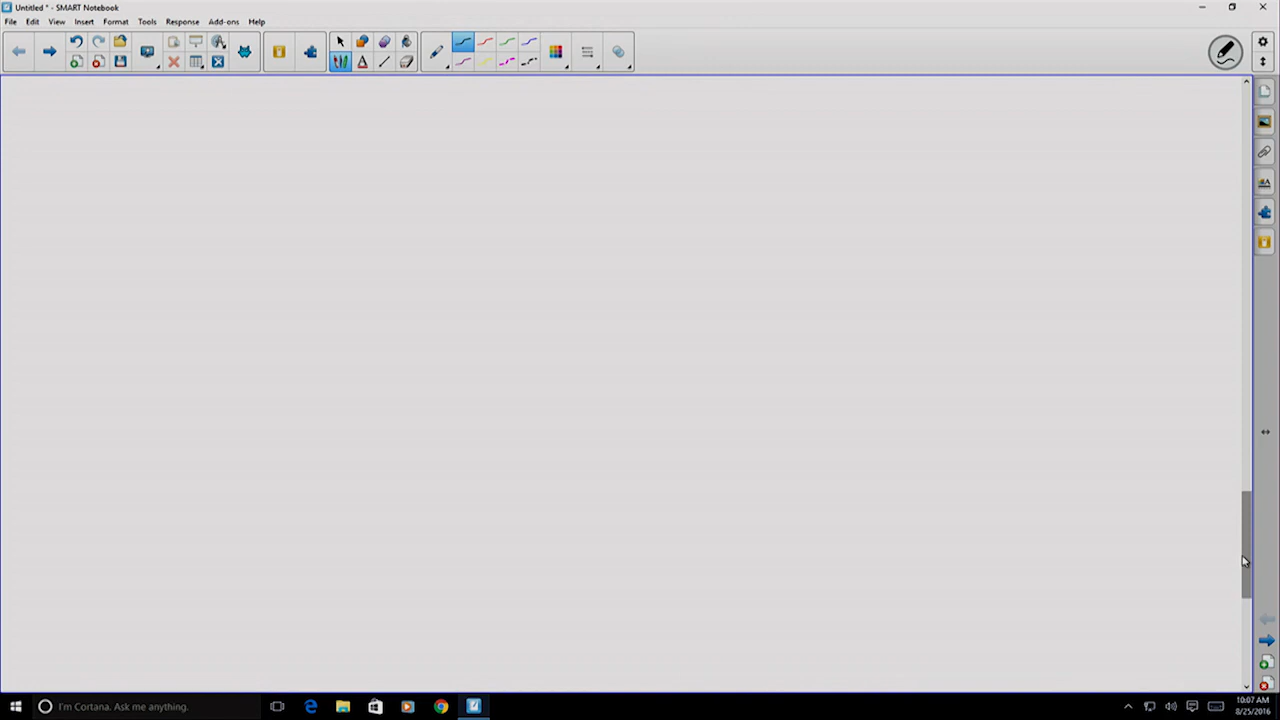 Untitled * - SMART Notebook
File Edit View Insert Format Tools Response Add-ons Help
I'm Cortana. Ask me anything.
10:07 AM
8/25/2016